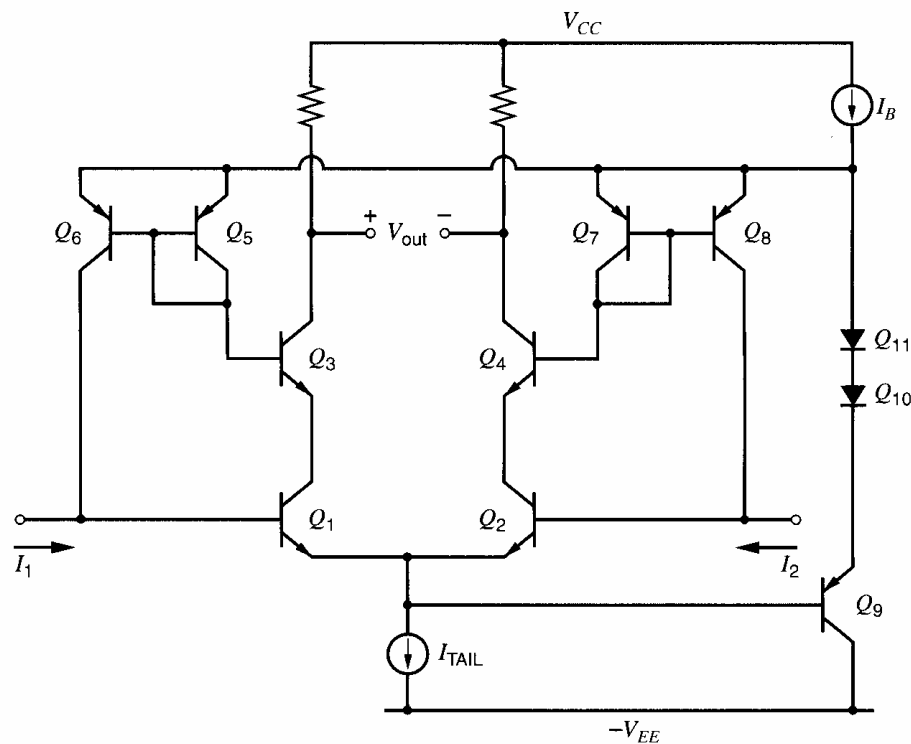 V_CC
I_B
Q_6
Q_5
+ V_out −
Q_7
Q_8
Q_3
Q_4
Q_11
Q_10
Q_1
Q_2
I_1
I_2
Q_9
I_TAIL
−V_EE